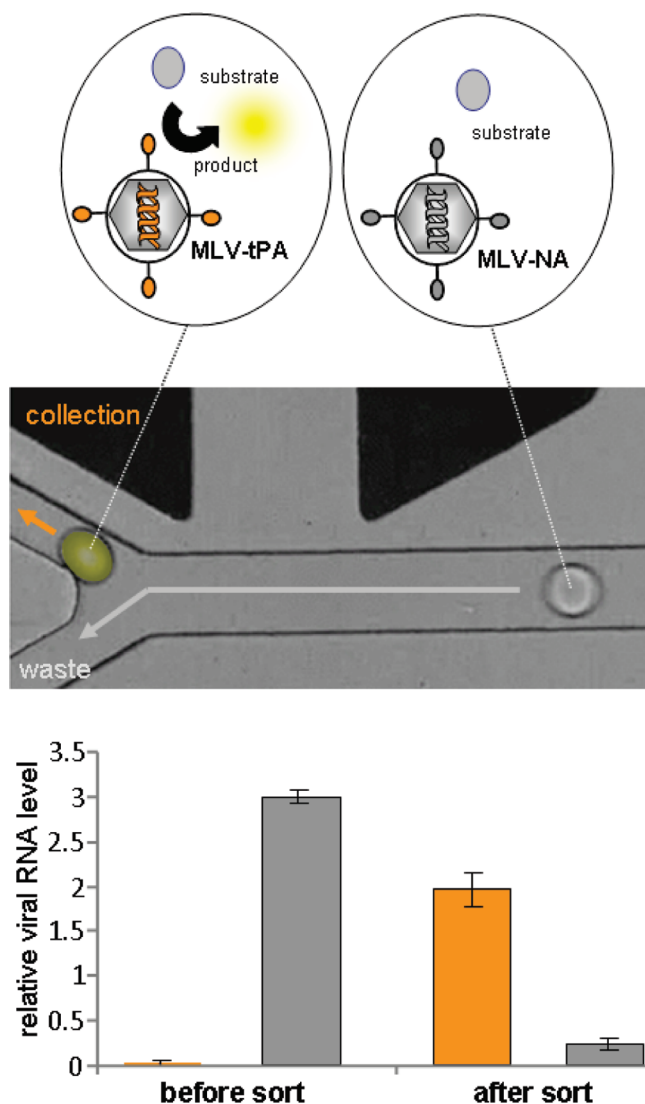 substrate
product
MLV-tPA
substrate
MLV-NA
collection
waste
relative viral RNA level
3.5
3
2.5
2
1.5
1
0.5
0
before sort
after sort